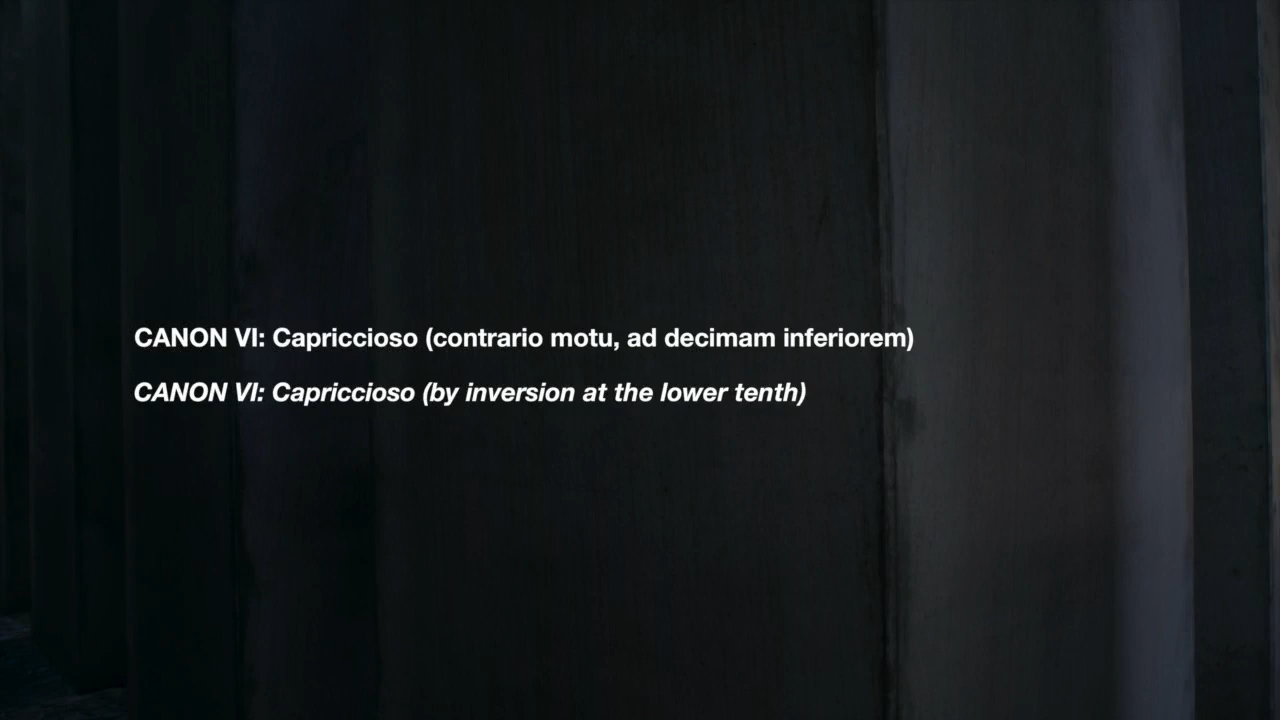 CANON VI: Capriccioso (contrario motu, ad decimam inferiorem)
CANON VI: Capriccioso (by inversion at the lower tenth)